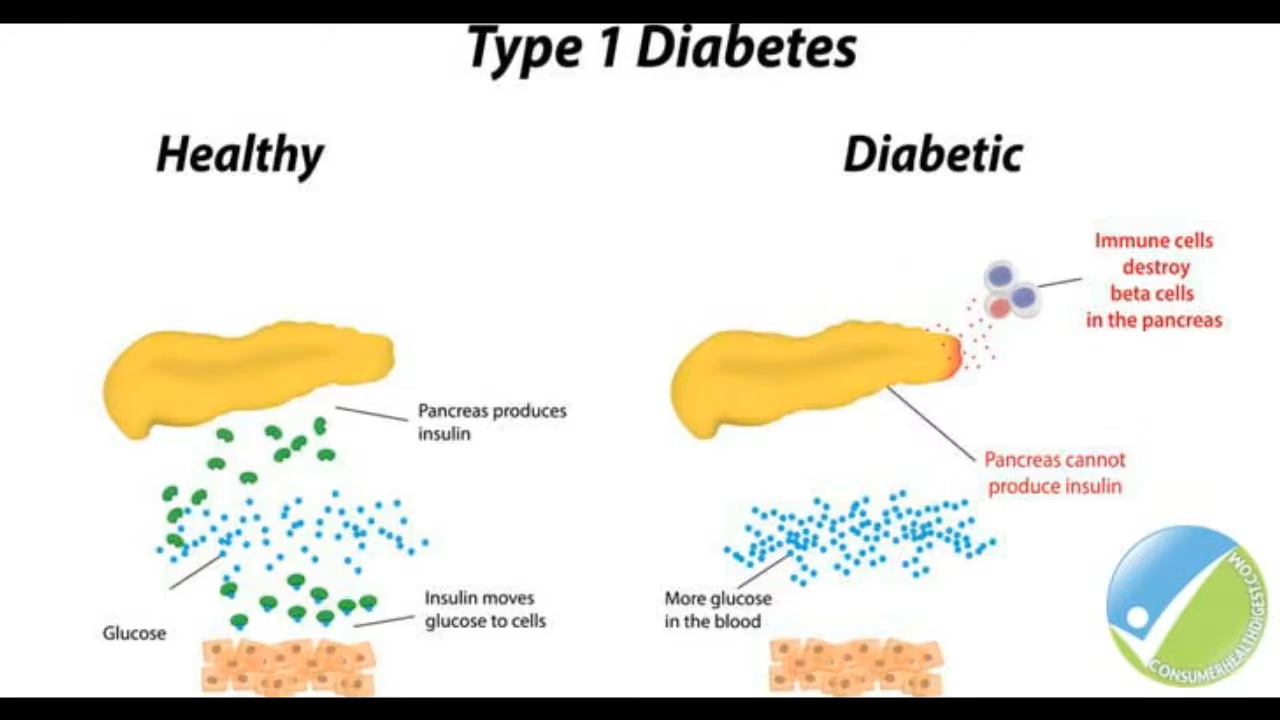 Type 1 Diabetes
Healthy
Diabetic
Immune cells
destroy
beta cells
in the pancreas
Pancreas produces
insulin
Pancreas cannot
produce insulin
Glucose
Insulin moves
glucose to cells
More glucose
in the blood
CONSUMERHEALTHDIGEST.COM